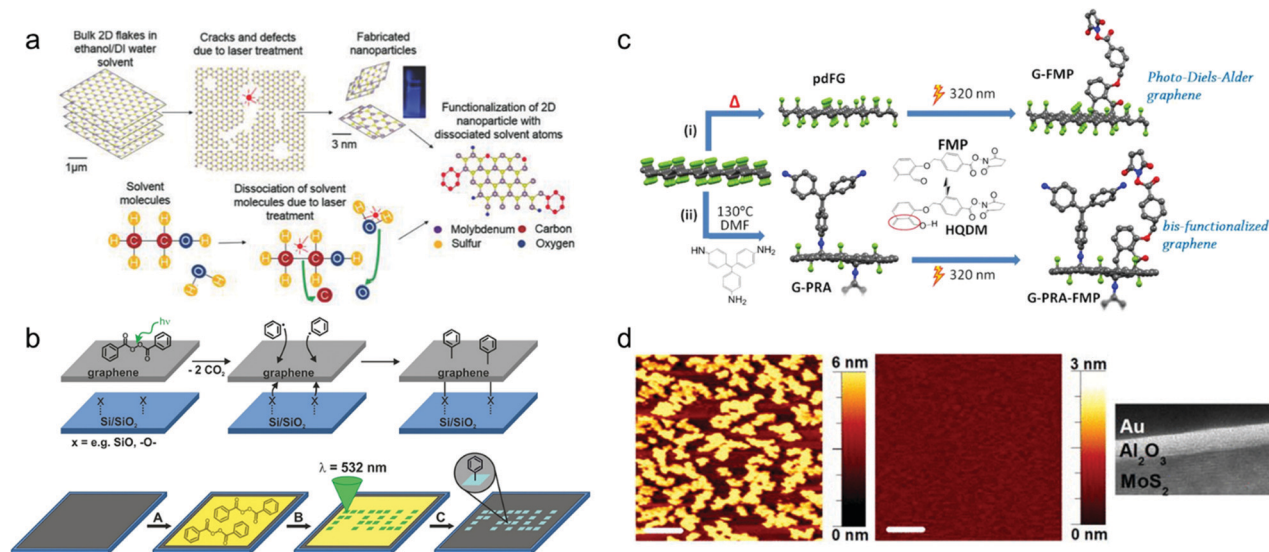 a
Bulk 2D flakes in
ethanol/DI water
solvent
Cracks and defects
due to laser treatment
Fabricated
nanoparticles
1μm
3 nm
Functionalization of 2D
nanoparticle with
dissociated solvent atoms
Solvent
molecules
Dissociation of solvent
molecules due to laser
treatment
H H
H C C O H
H H
O
H H
H H
H C C O H
H H
O
H
C
O
Molybdenum Carbon
Sulfur Oxygen
b
hν
graphene
- 2 CO2
graphene
graphene
X X
Si/SiO2
X X
Si/SiO2
X X
Si/SiO2
x = e.g. SiO, -O-
λ = 532 nm
A
B
C
c
pdFG
Δ
320 nm
G-FMP
Photo-Diels-Alder
graphene
(i)
FMP
HQDM
(ii)
130°C
DMF
HN
NH2
NH2
G-PRA
320 nm
bis-functionalized
graphene
G-PRA-FMP
d
6 nm
0 nm
3 nm
0 nm
Au
Al2O3
MoS2